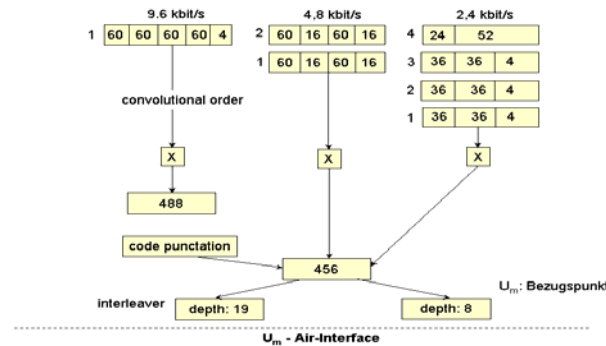 9.6 kbit/s 4,8 kbit/s 2,4 kbit/s
1 60 60 60 60 4 2 60 16 60 16 4 24 52
1 60 16 60 16 3 36 36 4
2 36 36 4
convolutional order
1 36 36 4
X X X
488
code punctation
456
U_m: Bezugspunkt
interleaver depth: 19 depth: 8
U_m - Air-Interface